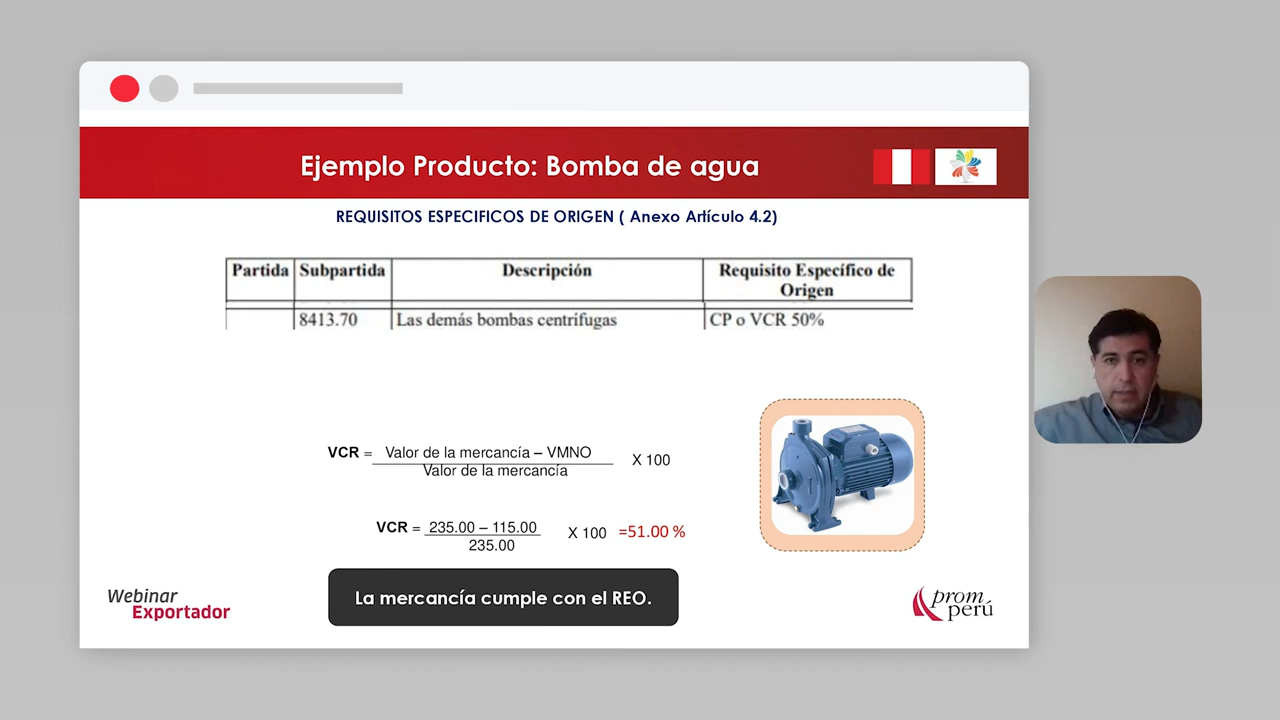 Ejemplo Producto: Bomba de agua
REQUISITOS ESPECIFICOS DE ORIGEN ( Anexo Artículo 4.2)
Partida Subpartida Descripción Requisito Específico de Origen
8413.70 Las demás bombas centrífugas CP o VCR 50%
VCR = Valor de la mercancía – VMNO X 100
Valor de la mercancía
VCR = 235.00 – 115.00 X 100 =51.00 %
235.00
La mercancía cumple con el REO.
Webinar
Exportador
prom
perú